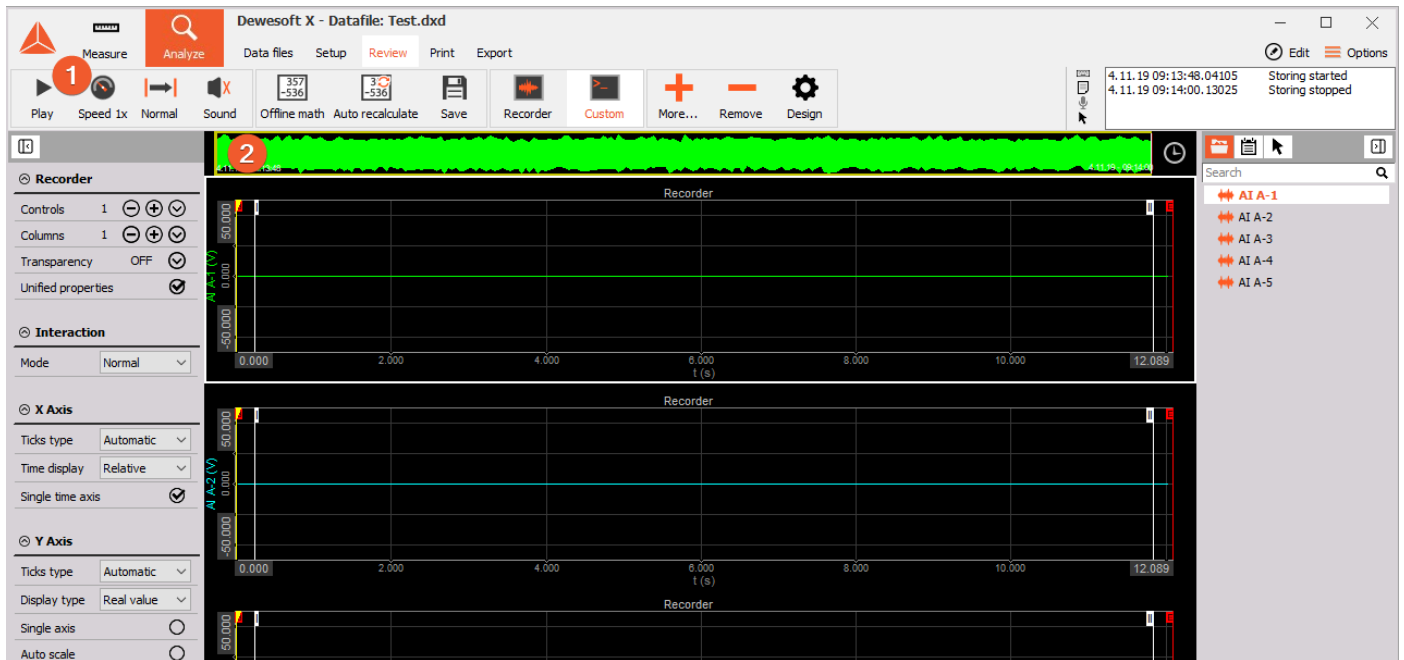 Dewesoft X - Datafile: Test.dxd
Measure
Analyze
Data files Setup Review Print Export
Edit Options
1
Play Speed 1x Normal Sound
357
-536
Offline math
-536
Auto recalculate Save Recorder Custom More... Remove Design
4.11.19 09:13:48.04105 Storing started
4.11.19 09:14:00.13025 Storing stopped
2
Recorder
Controls 1
Columns 1
Transparency OFF
Unified properties
Interaction
Mode Normal
X Axis
Ticks type Automatic
Time display Relative
Single time axis
Y Axis
Ticks type Automatic
Display type Real value
Single axis
Auto scale
Recorder
I II
AI A-1 (V)
50.000
0.000
-50.000
0.000 2.000 4.000 6.000 8.000 10.000 12.089
t (s)
Recorder
I II
AI A-2 (V)
50.000
0.000
-50.000
0.000 2.000 4.000 6.000 8.000 10.000 12.089
t (s)
Recorder
I II
50.000
Search
AI A-1
AI A-2
AI A-3
AI A-4
AI A-5